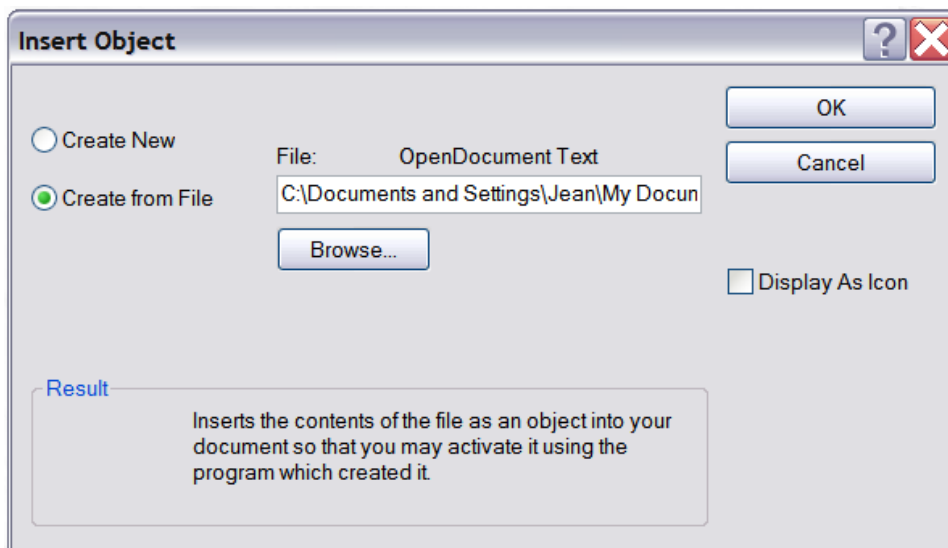 Insert Object
?
OK
Create New
File: OpenDocument Text
Cancel
Create from File
C:\Documents and Settings\Jean\My Docum
Browse...
Display As Icon
Result
Inserts the contents of the file as an object into your
document so that you may activate it using the
program which created it.